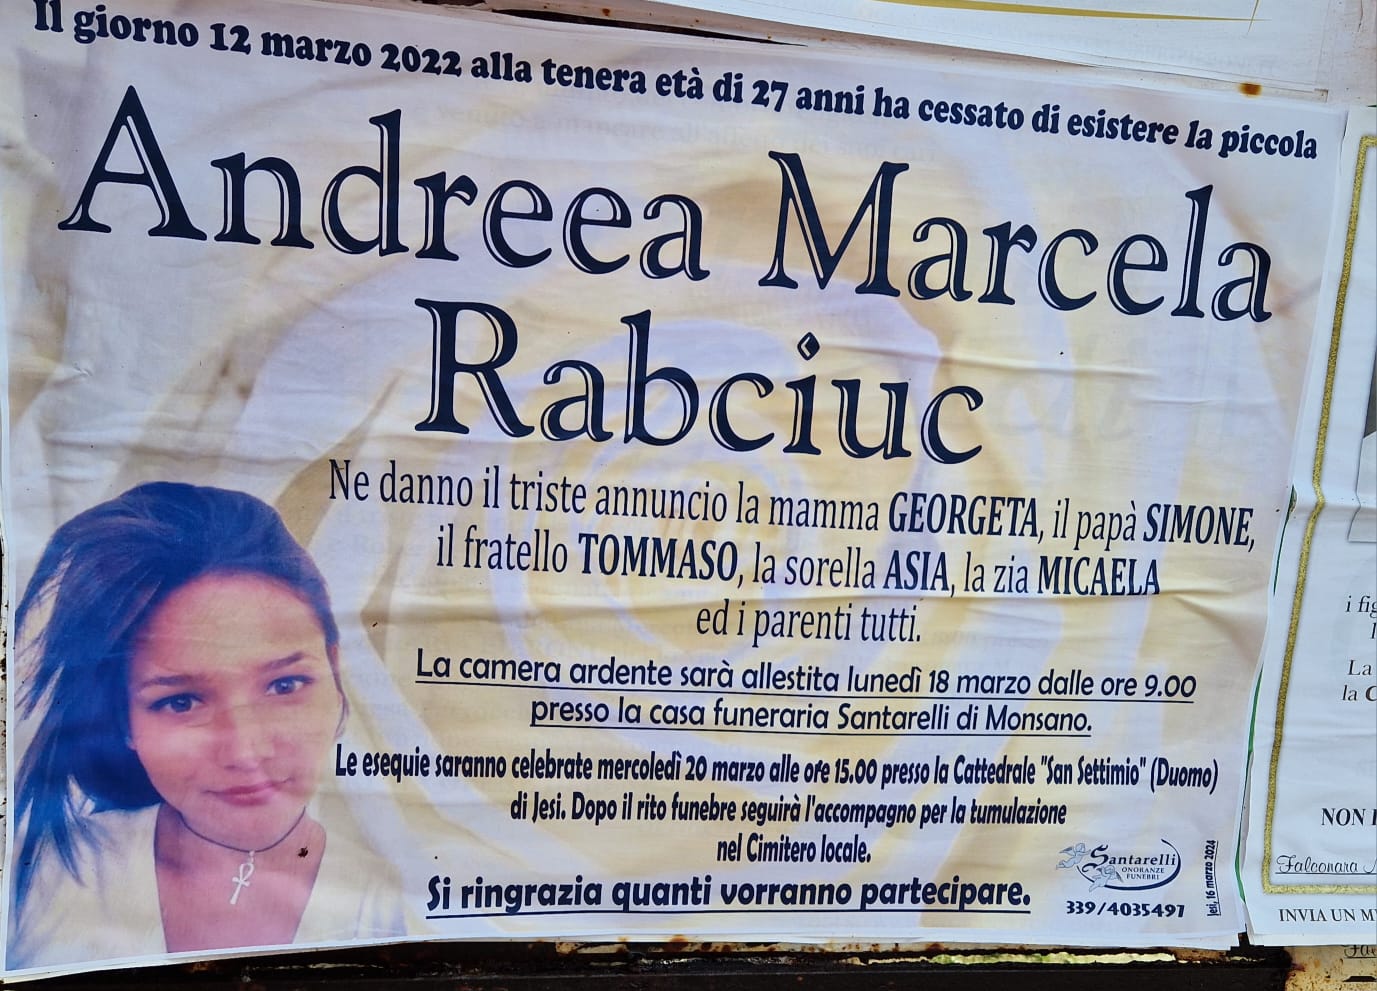 Il giorno 12 marzo 2022 alla tenera età di 27 anni ha cessato di esistere la piccola
Andreea Marcela
Rabciuc
Ne danno il triste annuncio la mamma GEORGETA, il papà SIMONE,
il fratello TOMMASO, la sorella ASIA, la zia MICAELA
ed i parenti tutti.
La camera ardente sarà allestita lunedì 18 marzo dalle ore 9.00
presso la casa funeraria Santarelli di Monsano.
Le esequie saranno celebrate mercoledì 20 marzo alle ore 15.00 presso la Cattedrale "San Settimio" (Duomo)
di Jesi. Dopo il rito funebre seguirà l'accompagno per la tumulazione
nel Cimitero locale.
Si ringrazia quanti vorranno partecipare.
Santarelli
ONORANZE
FUNEBRI
339/4035497
Jesi, 16 marzo 2024
i
La
la
NON
Falconara
INVIA UN